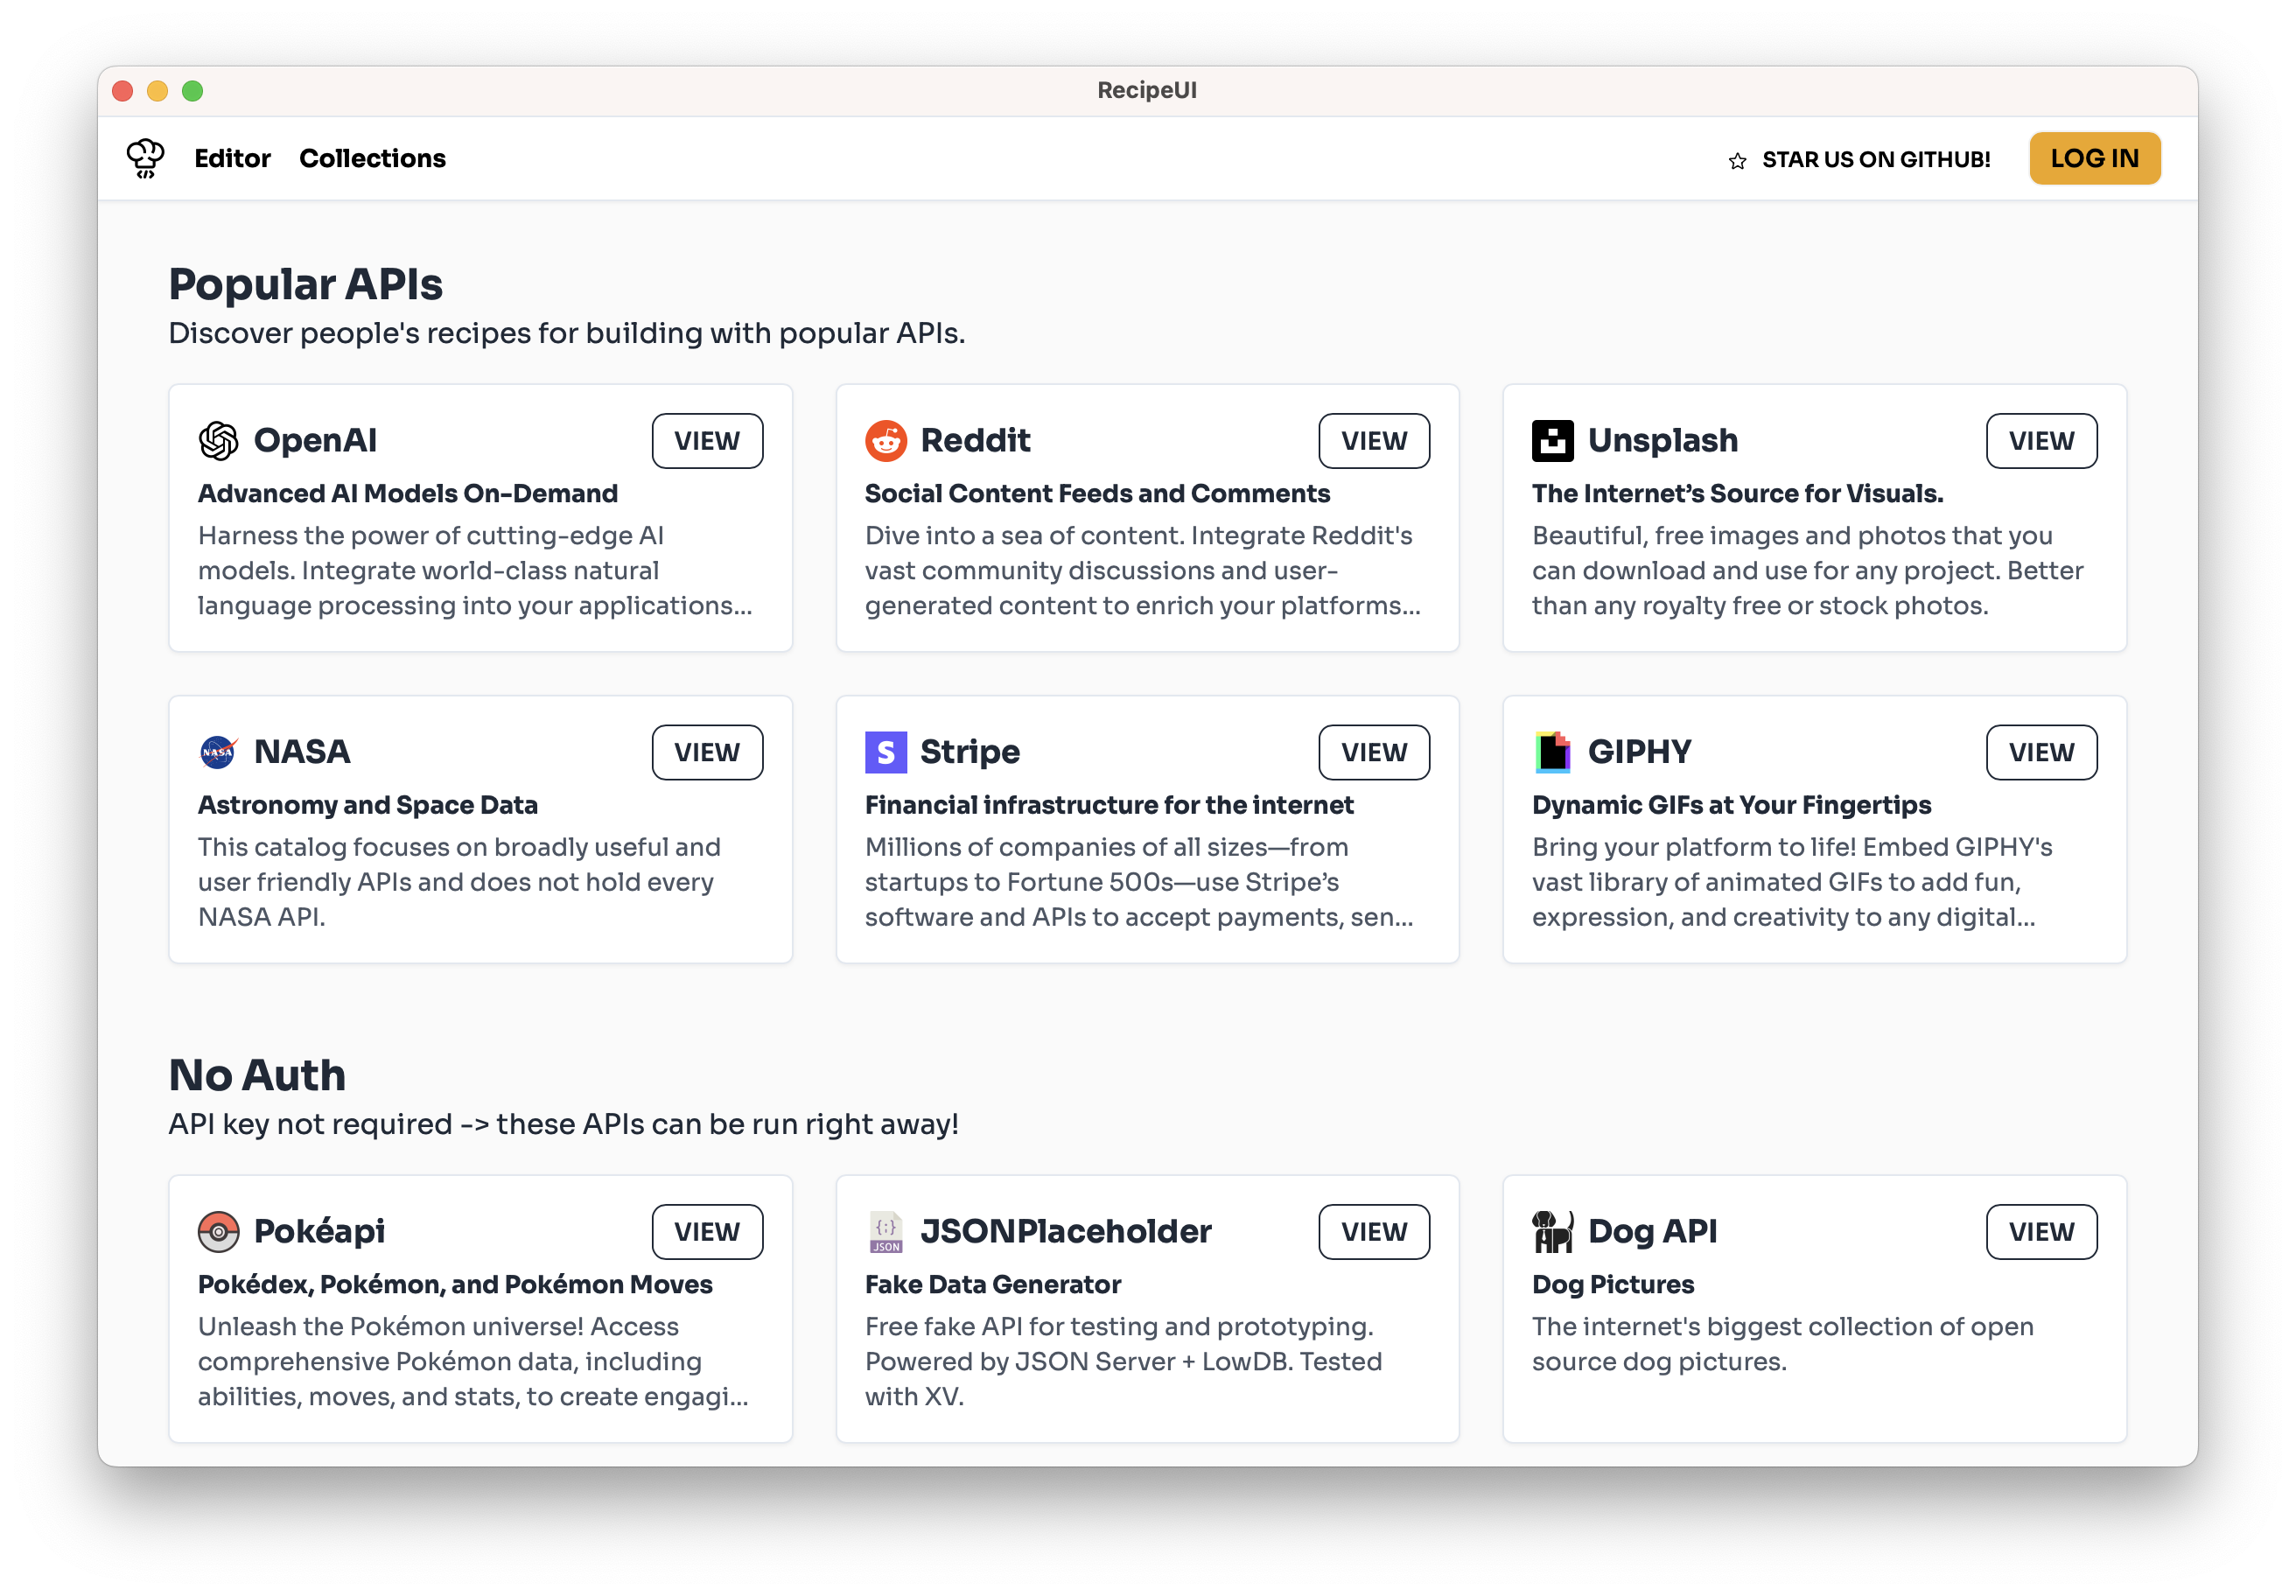 RecipeUI
Editor Collections
STAR US ON GITHUB! LOG IN
Popular APIs
Discover people's recipes for building with popular APIs.
OpenAI VIEW
Advanced AI Models On-Demand
Harness the power of cutting-edge AI
models. Integrate world-class natural
language processing into your applications...
Reddit VIEW
Social Content Feeds and Comments
Dive into a sea of content. Integrate Reddit's
vast community discussions and user-
generated content to enrich your platforms...
Unsplash VIEW
The Internet’s Source for Visuals.
Beautiful, free images and photos that you
can download and use for any project. Better
than any royalty free or stock photos.
NASA NASA VIEW
Astronomy and Space Data
This catalog focuses on broadly useful and
user friendly APIs and does not hold every
NASA API.
S Stripe VIEW
Financial infrastructure for the internet
Millions of companies of all sizes—from
startups to Fortune 500s—use Stripe’s
software and APIs to accept payments, sen...
GIPHY VIEW
Dynamic GIFs at Your Fingertips
Bring your platform to life! Embed GIPHY's
vast library of animated GIFs to add fun,
expression, and creativity to any digital...
No Auth
API key not required -> these APIs can be run right away!
Pokéapi VIEW
Pokédex, Pokémon, and Pokémon Moves
Unleash the Pokémon universe! Access
comprehensive Pokémon data, including
abilities, moves, and stats, to create engagi...
{;} JSON JSONPlaceholder VIEW
Fake Data Generator
Free fake API for testing and prototyping.
Powered by JSON Server + LowDB. Tested
with XV.
Dog API VIEW
Dog Pictures
The internet's biggest collection of open
source dog pictures.